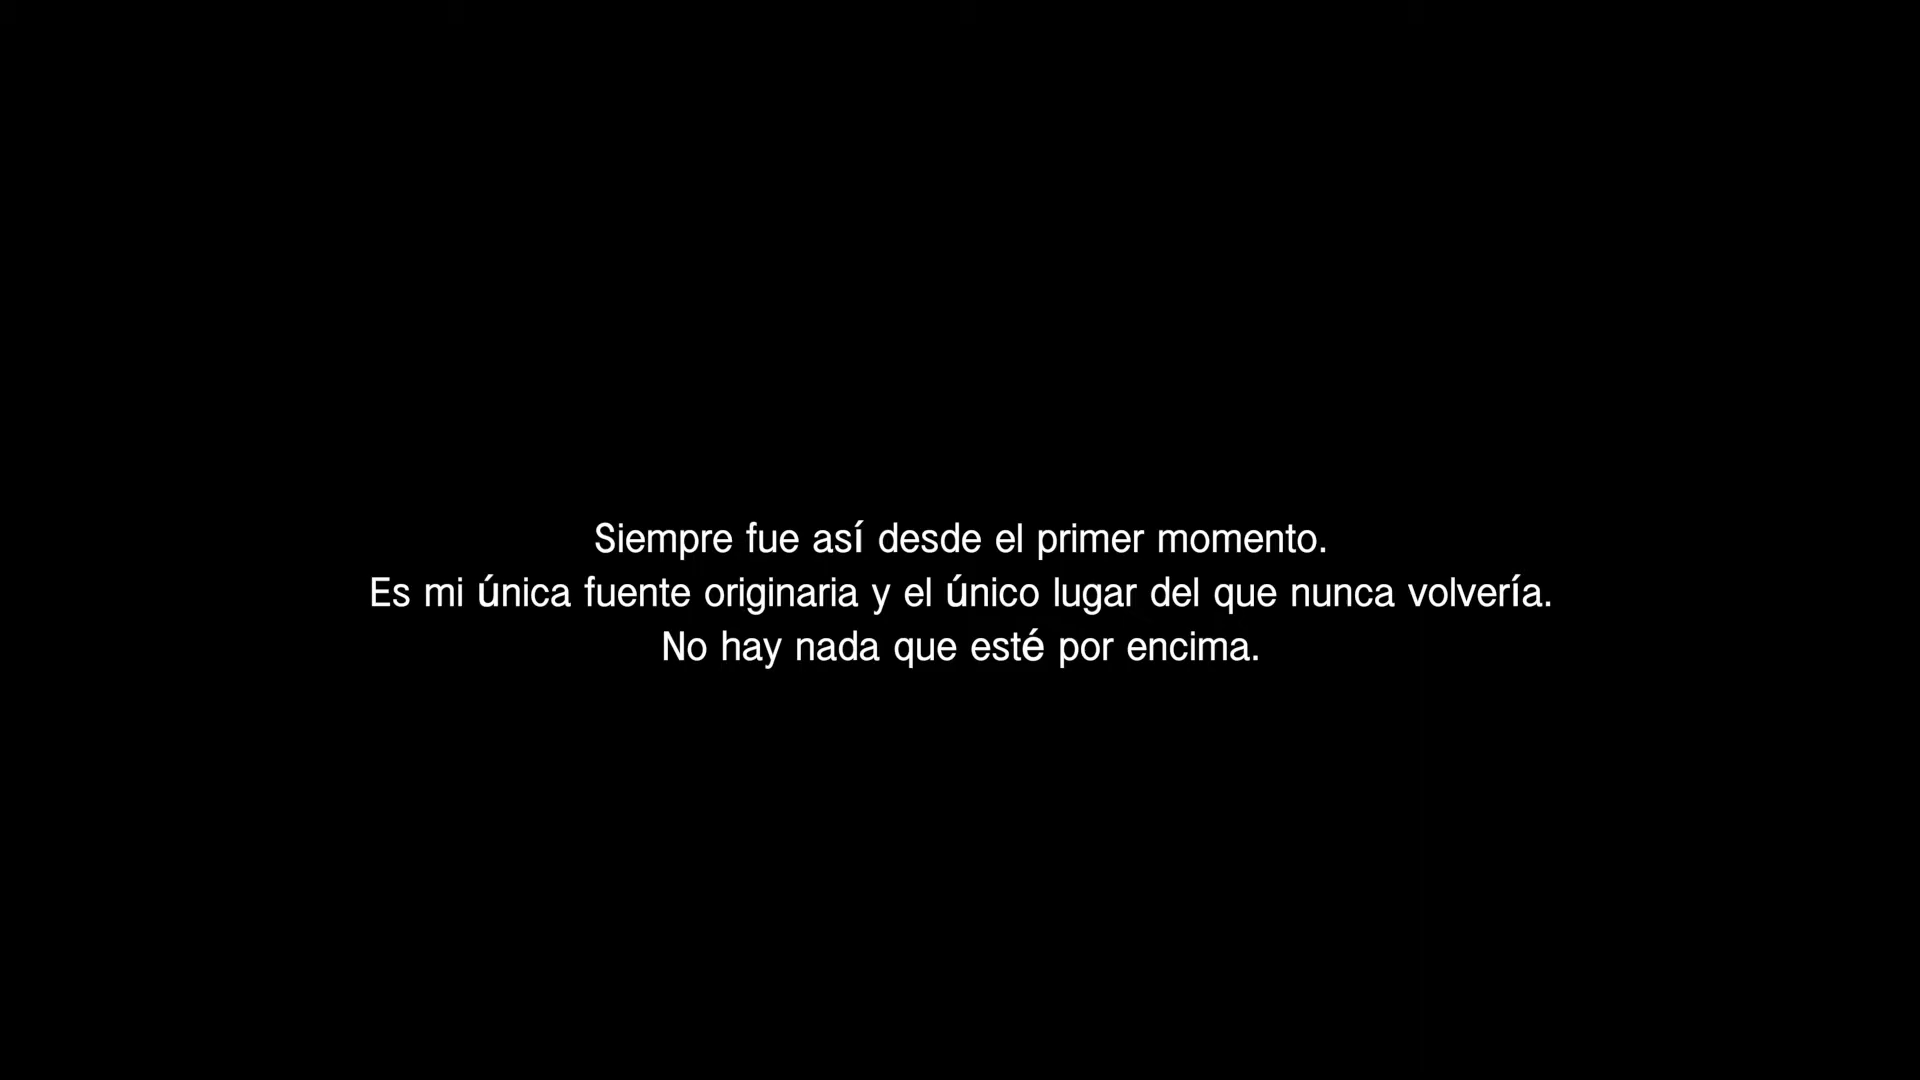 Siempre fue así desde el primer momento.
Es mi única fuente originaria y el único lugar del que nunca volvería.
No hay nada que esté por encima.